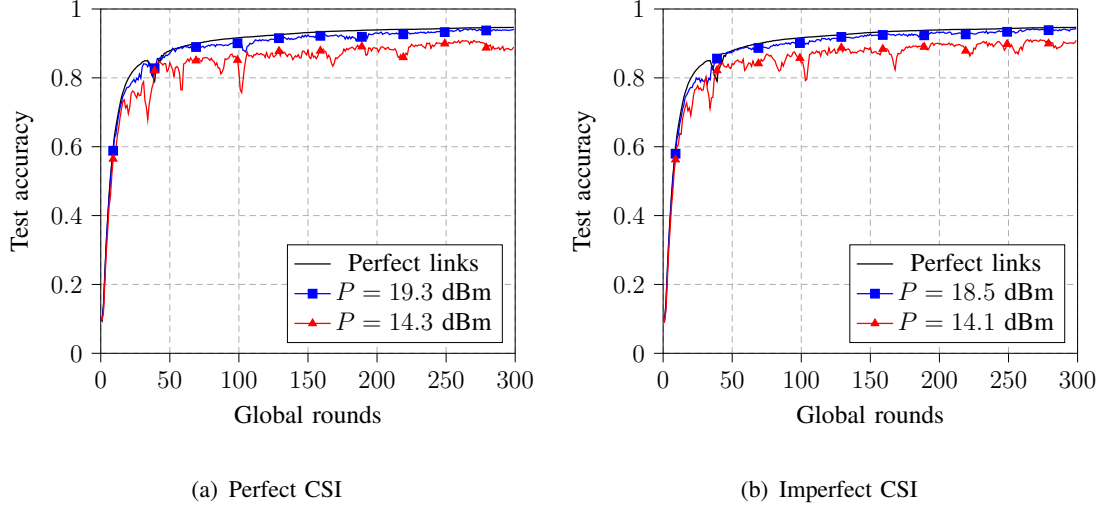 1
0.8
0.6
0.4
0.2
0
Test accuracy
0 50 100 150 200 250 300
Global rounds
Perfect links
P = 19.3 dBm
P = 14.3 dBm
(a) Perfect CSI
1
0.8
0.6
0.4
0.2
0
Test accuracy
0 50 100 150 200 250 300
Global rounds
Perfect links
P = 18.5 dBm
P = 14.1 dBm
(b) Imperfect CSI